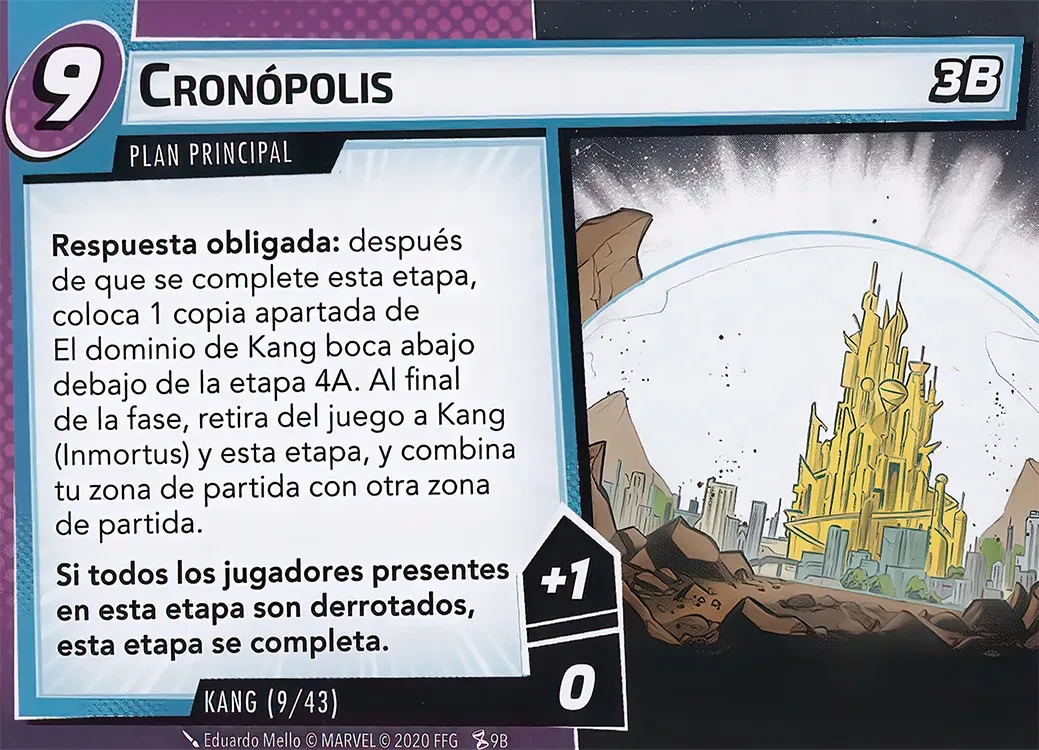 9
CRONÓPOLIS
3B
PLAN PRINCIPAL
Respuesta obligada: después
de que se complete esta etapa,
coloca 1 copia apartada de
El dominio de Kang boca abajo
debajo de la etapa 4A. Al final
de la fase, retira del juego a Kang
(Inmortus) y esta etapa, y combina
tu zona de partida con otra zona
de partida.
Si todos los jugadores presentes
en esta etapa son derrotados,
esta etapa se completa.
+1
0
KANG (9/43)
Eduardo Mello © MARVEL © 2020 FFG 9B